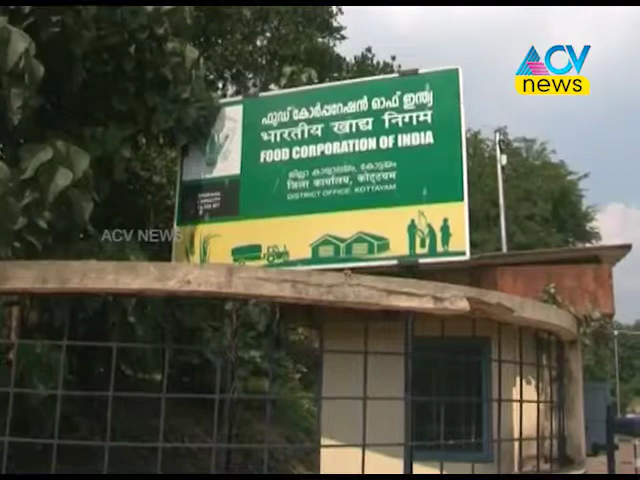 ACV
news
ഫുഡ് കോർപ്പറേഷൻ ഓഫ് ഇന്ത്യ
भारतीय खाद्य निगम
FOOD CORPORATION OF INDIA
ജില്ലാ കാര്യാലയം, കോട്ടയം
जिला कार्यालय, कोट्टयम
DISTRICT OFFICE KOTTAYAM
ACV NEWS